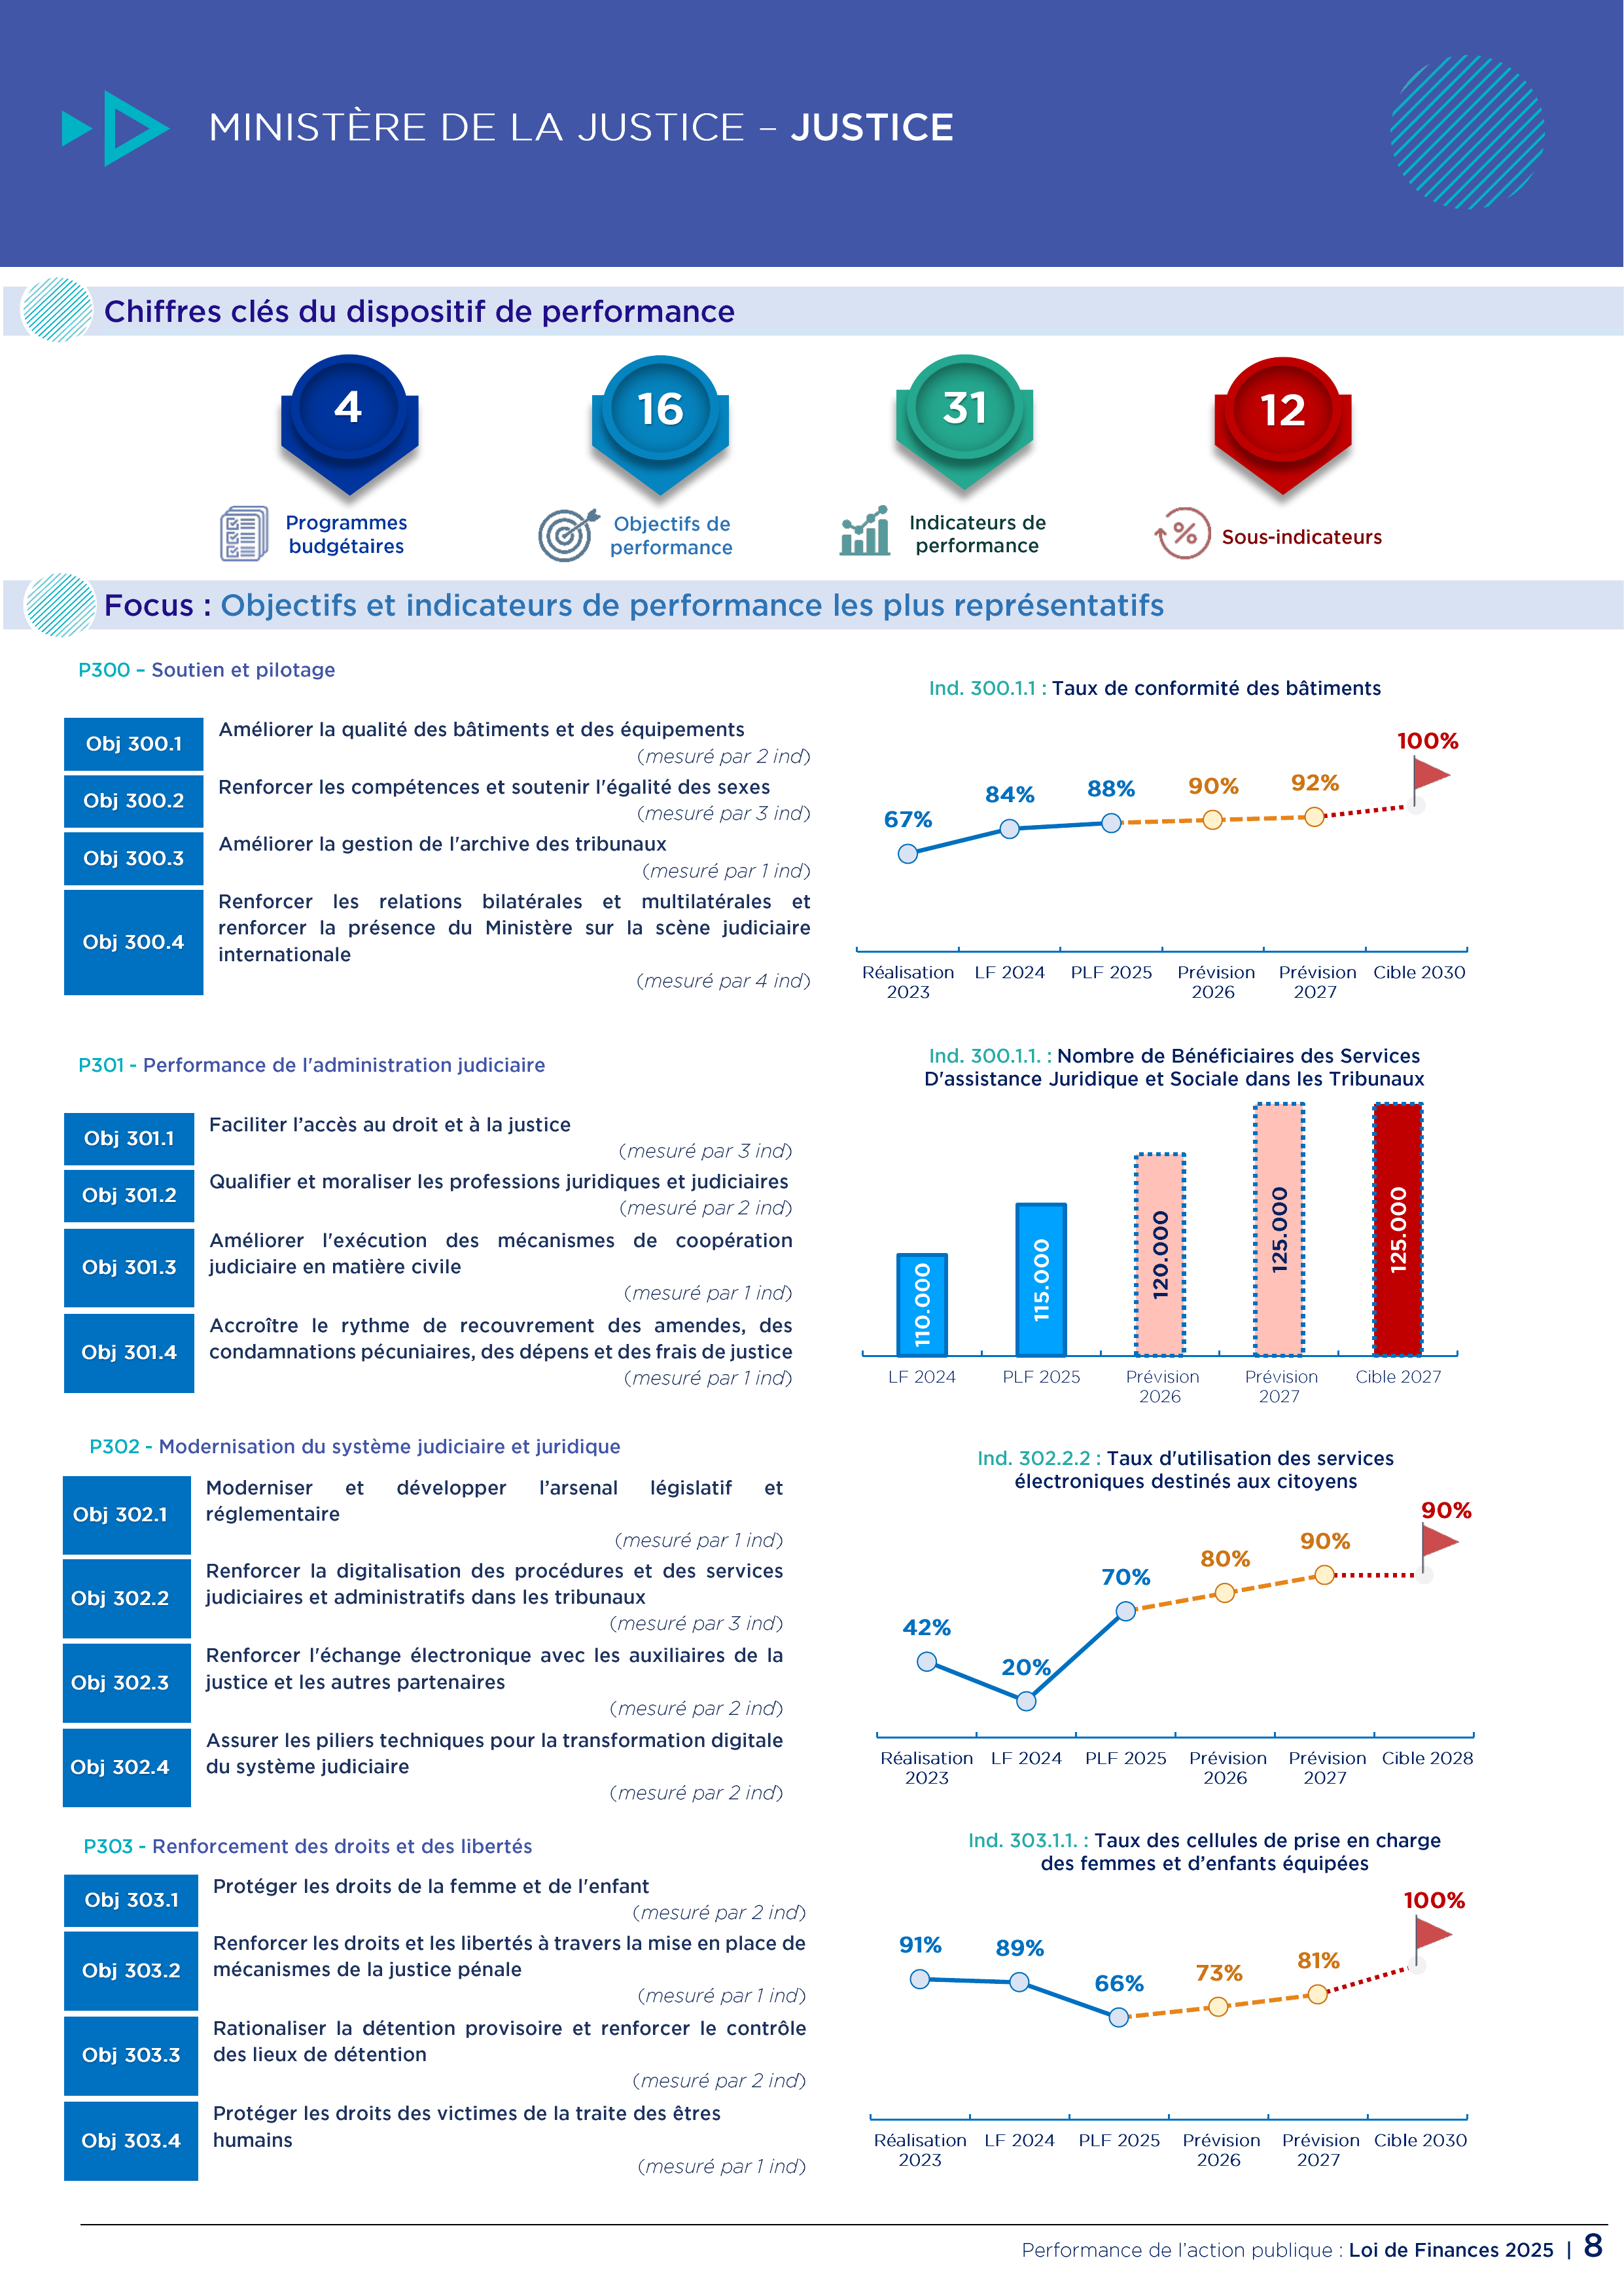 MINISTÈRE DE LA JUSTICE – JUSTICE
Chiffres clés du dispositif de performance
4
16
31
12
Programmes
budgétaires
Objectifs de
performance
Indicateurs de
performance
%
Sous-indicateurs
Focus : Objectifs et indicateurs de performance les plus représentatifs
P300 – Soutien et pilotage
Obj 300.1
Améliorer la qualité des bâtiments et des équipements
(mesuré par 2 ind)
Obj 300.2
Renforcer les compétences et soutenir l'égalité des sexes
(mesuré par 3 ind)
Obj 300.3
Améliorer la gestion de l'archive des tribunaux
(mesuré par 1 ind)
Obj 300.4
Renforcer les relations bilatérales et multilatérales et
renforcer la présence du Ministère sur la scène judiciaire
internationale
(mesuré par 4 ind)
Ind. 300.1.1 : Taux de conformité des bâtiments
67%
84%
88%
90%
92%
100%
Réalisation
2023
LF 2024
PLF 2025
Prévision
2026
Prévision
2027
Cible 2030
P301 - Performance de l'administration judiciaire
Obj 301.1
Faciliter l’accès au droit et à la justice
(mesuré par 3 ind)
Obj 301.2
Qualifier et moraliser les professions juridiques et judiciaires
(mesuré par 2 ind)
Obj 301.3
Améliorer l'exécution des mécanismes de coopération
judiciaire en matière civile
(mesuré par 1 ind)
Obj 301.4
Accroître le rythme de recouvrement des amendes, des
condamnations pécuniaires, des dépens et des frais de justice
(mesuré par 1 ind)
Ind. 300.1.1. : Nombre de Bénéficiaires des Services
D'assistance Juridique et Sociale dans les Tribunaux
110.000
115.000
120.000
125.000
125.000
LF 2024
PLF 2025
Prévision
2026
Prévision
2027
Cible 2027
P302 - Modernisation du système judiciaire et juridique
Obj 302.1
Moderniser et développer l’arsenal législatif et
réglementaire
(mesuré par 1 ind)
Obj 302.2
Renforcer la digitalisation des procédures et des services
judiciaires et administratifs dans les tribunaux
(mesuré par 3 ind)
Obj 302.3
Renforcer l'échange électronique avec les auxiliaires de la
justice et les autres partenaires
(mesuré par 2 ind)
Obj 302.4
Assurer les piliers techniques pour la transformation digitale
du système judiciaire
(mesuré par 2 ind)
Ind. 302.2.2 : Taux d'utilisation des services
électroniques destinés aux citoyens
42%
20%
70%
80%
90%
90%
Réalisation
2023
LF 2024
PLF 2025
Prévision
2026
Prévision
2027
Cible 2028
P303 - Renforcement des droits et des libertés
Obj 303.1
Protéger les droits de la femme et de l'enfant
(mesuré par 2 ind)
Obj 303.2
Renforcer les droits et les libertés à travers la mise en place de
mécanismes de la justice pénale
(mesuré par 1 ind)
Obj 303.3
Rationaliser la détention provisoire et renforcer le contrôle
des lieux de détention
(mesuré par 2 ind)
Obj 303.4
Protéger les droits des victimes de la traite des êtres
humains
(mesuré par 1 ind)
Ind. 303.1.1. : Taux des cellules de prise en charge
des femmes et d’enfants équipées
91%
89%
66%
73%
81%
100%
Réalisation
2023
LF 2024
PLF 2025
Prévision
2026
Prévision
2027
Cible 2030
Performance de l’action publique : Loi de Finances 2025 | 8